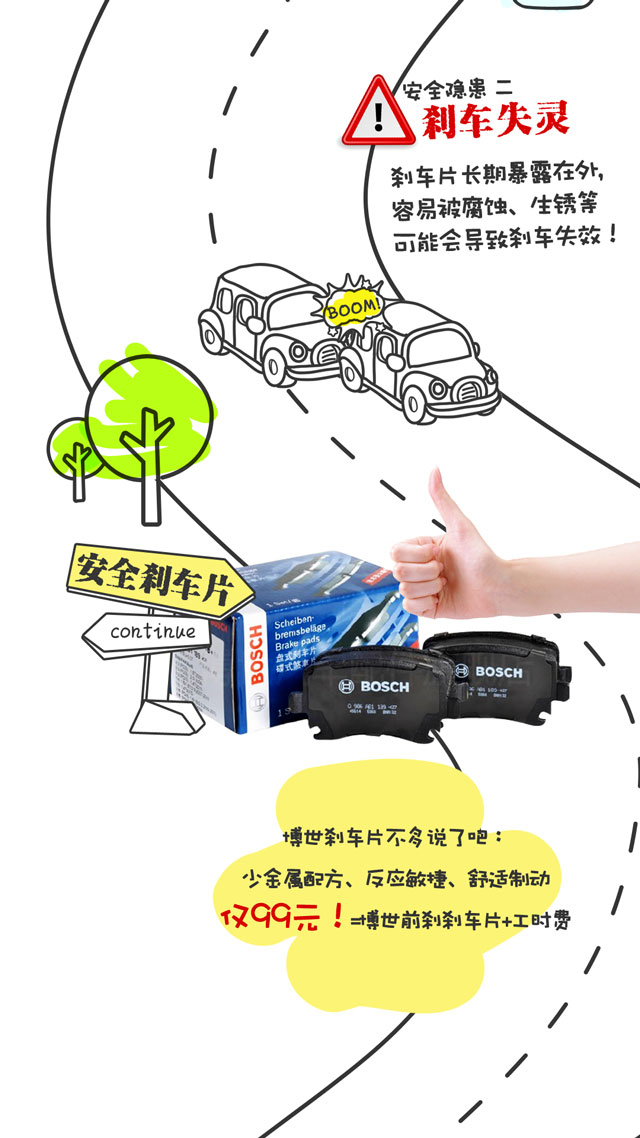 安全隐患 二
刹车失灵
刹车片长期暴露在外,
容易被腐蚀、生锈等
可能会导致刹车失效！
BOOM!
安全刹车片
continue
BOSCH
Scheiben-
bremsbeläge
Brake pads
盘式刹车片
BOSCH
0 986 AB1 189
BOSCH
博世刹车片不多说了吧：
少金属配方、反应敏捷、舒适制动
仅99元！=博世前刹刹车片+工时费